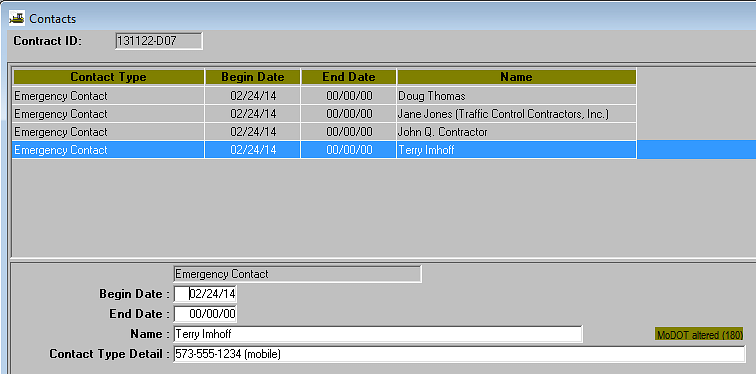 Contacts
Contract ID: 131122-D07
Contact Type Begin Date End Date Name
Emergency Contact 02/24/14 00/00/00 Doug Thomas
Emergency Contact 02/24/14 00/00/00 Jane Jones (Traffic Control Contractors, Inc.)
Emergency Contact 02/24/14 00/00/00 John Q. Contractor
Emergency Contact 02/24/14 00/00/00 Terry Imhoff
Emergency Contact
Begin Date : 02/24/14
End Date : 00/00/00
Name : Terry Imhoff MoDOT altered (180)
Contact Type Detail : 573-555-1234 (mobile)